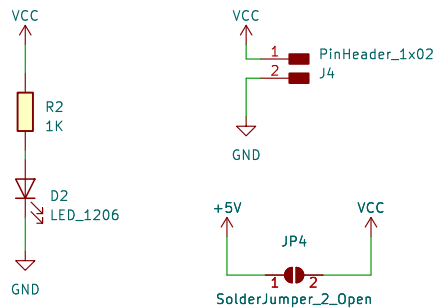 VCC
R2
1K
D2
LED_1206
GND
VCC
1
PinHeader_1x02
2
J4
GND
+5V
VCC
JP4
1
2
SolderJumper_2_Open